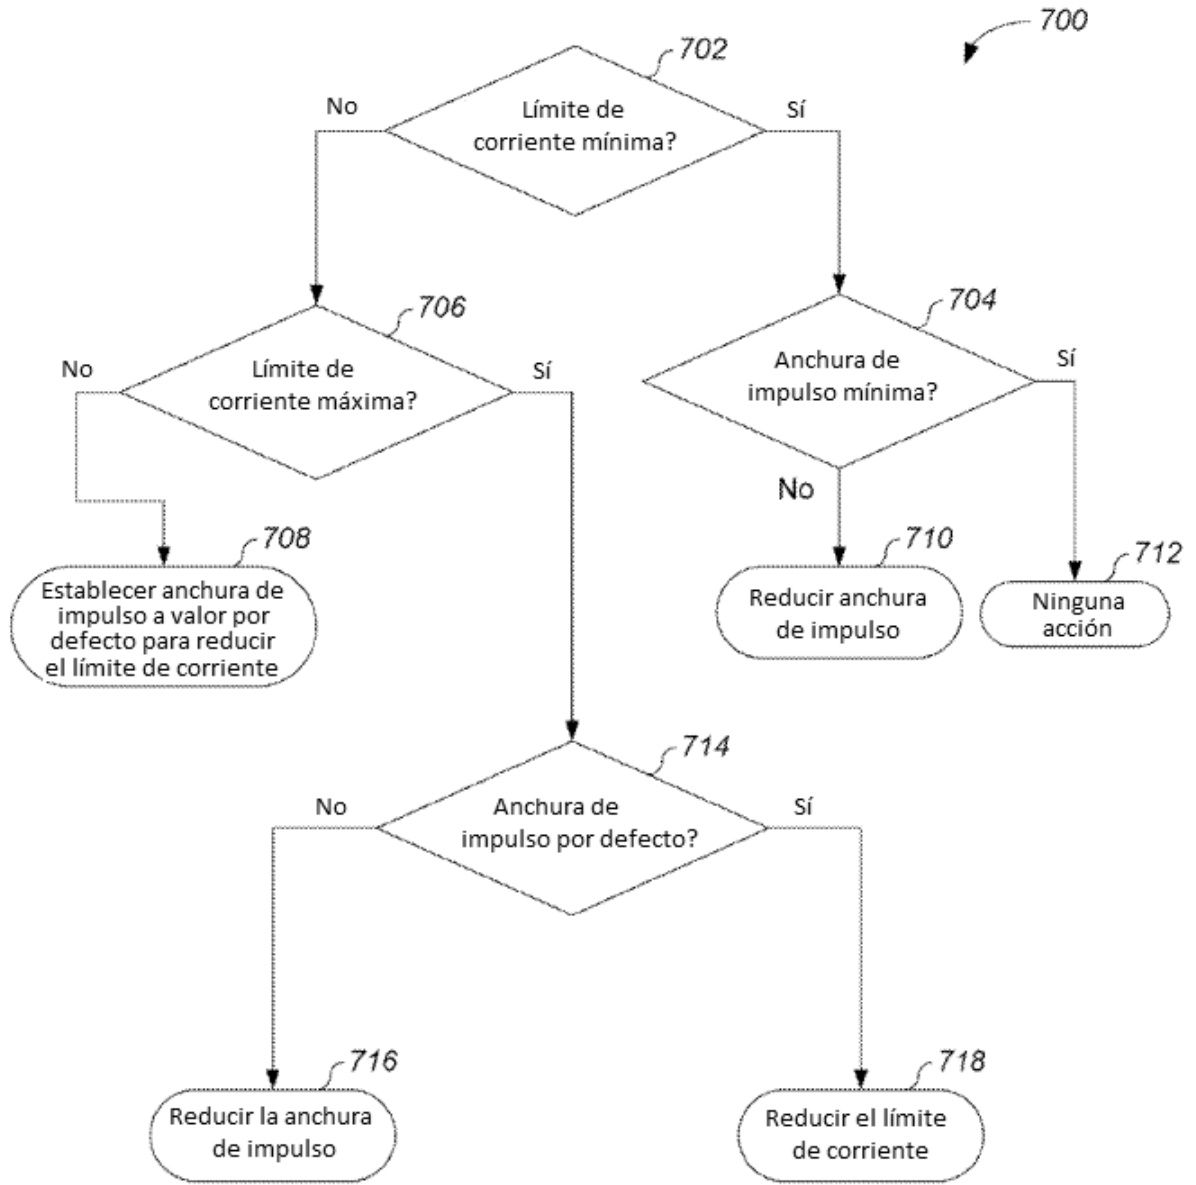 700
702
No
Sí
Límite de
corriente mínima?
706
704
No
Límite de
corriente máxima?
Sí
Anchura de
impulso mínima?
Sí
No
708
Establecer anchura de
impulso a valor por
defecto para reducir
el límite de corriente
710
Reducir anchura
de impulso
712
Ninguna
acción
714
No
Anchura de
impulso por defecto?
Sí
716
Reducir la anchura
de impulso
718
Reducir el límite
de corriente